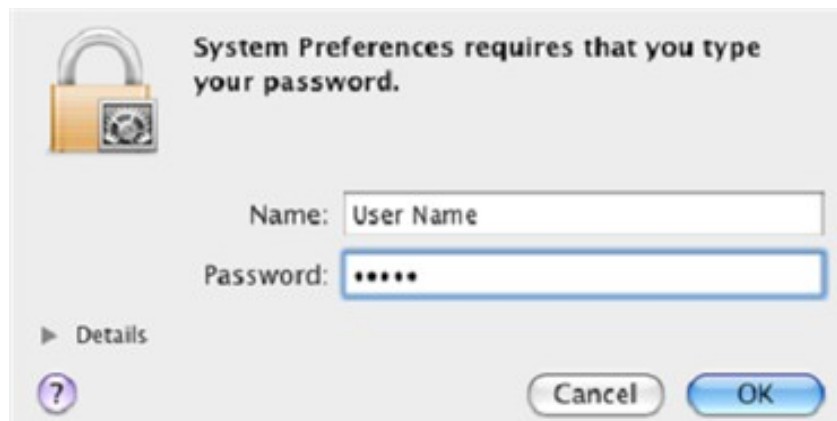 System Preferences requires that you type
your password.
Name: User Name
Password: •••••
Details
?
Cancel OK